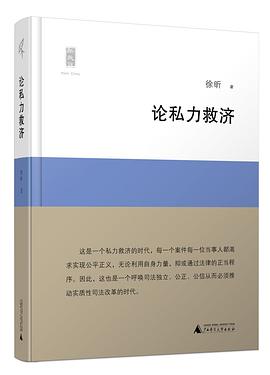 徐昕 著
论私力救济
论私力救济
徐昕 著
这是一个私力救济的时代，每一个案件每一位当事人都渴
求实现公平正义，无论利用自身力量，抑或通过法律的正当程
序。因此，这也是一个呼唤司法独立、公正、公信从而必须推
动实质性司法改革的时代。
广西师范大学出版社